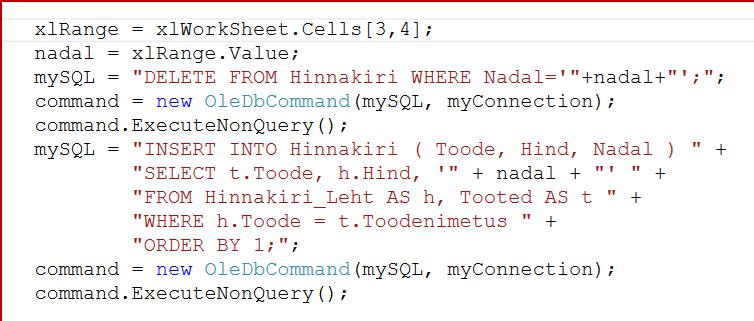 xlRange = xlWorkSheet.Cells[3,4];
nadal = xlRange.Value;
mySQL = "DELETE FROM Hinnakiri WHERE Nadal='"+nadal+"';";
command = new OleDbCommand(mySQL, myConnection);
command.ExecuteNonQuery();
mySQL = "INSERT INTO Hinnakiri ( Toode, Hind, Nadal ) " +
"SELECT t.Toode, h.Hind, '" + nadal + "' " +
"FROM Hinnakiri_Leht AS h, Tooted AS t " +
"WHERE h.Toode = t.Toodenimetus " +
"ORDER BY 1;";
command = new OleDbCommand(mySQL, myConnection);
command.ExecuteNonQuery();